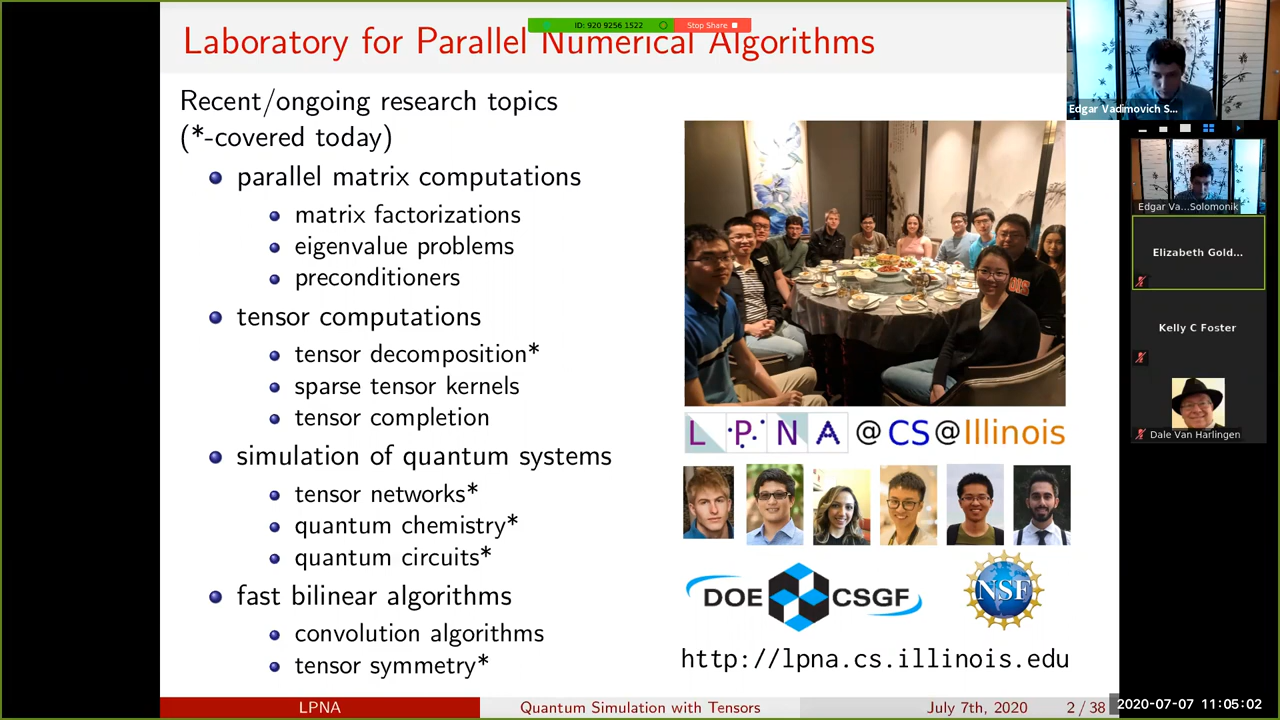 ID: 920 9256 1522
Stop Share
Laboratory for Parallel Numerical Algorithms
Recent/ongoing research topics
(*-covered today)
parallel matrix computations
matrix factorizations
eigenvalue problems
preconditioners
tensor computations
tensor decomposition*
sparse tensor kernels
tensor completion
simulation of quantum systems
tensor networks*
quantum chemistry*
quantum circuits*
fast bilinear algorithms
convolution algorithms
tensor symmetry*
L P N A @CS@Illinois
DOE CSGF
NSF
http://lpna.cs.illinois.edu
LPNA
Quantum Simulation with Tensors
July 7th, 2020
2 / 38
Edgar Vadimovich S...
Edgar Va...Solomonik
Elizabeth Gold...
Kelly C Foster
Dale Van Harlingen
2020-07-07 11:05:02